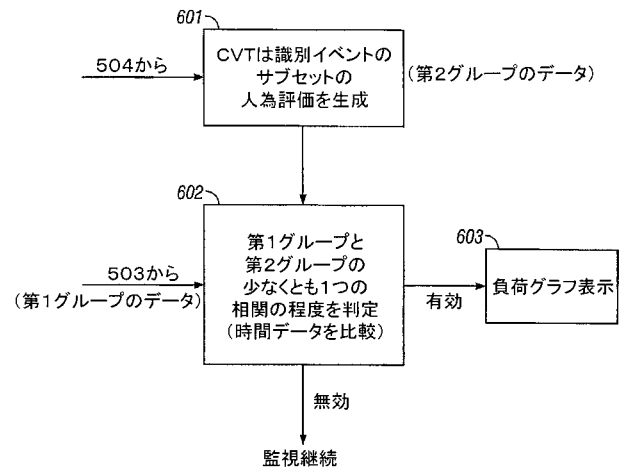 601
CVTは識別イベントの
サブセットの
人為評価を生成
504から
(第2グループのデータ)
602
第1グループと
第2グループの
少なくとも1つの
相関の程度を判定
(時間データを比較)
503から
(第1グループのデータ)
有効
603
負荷グラフ表示
無効
監視継続